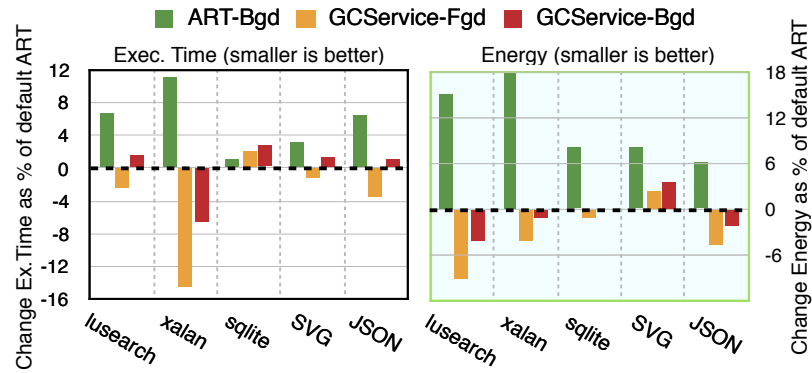 ART-Bgd GCService-Fgd GCService-Bgd
Exec. Time (smaller is better)
Energy (smaller is better)
Change Ex.Time as % of default ART
12
8
4
0
-4
-8
-12
-16
lusearch
xalan
sqlite
SVG
JSON
18
12
6
0
-6
Change Energy as % of default ART
lusearch
xalan
sqlite
SVG
JSON